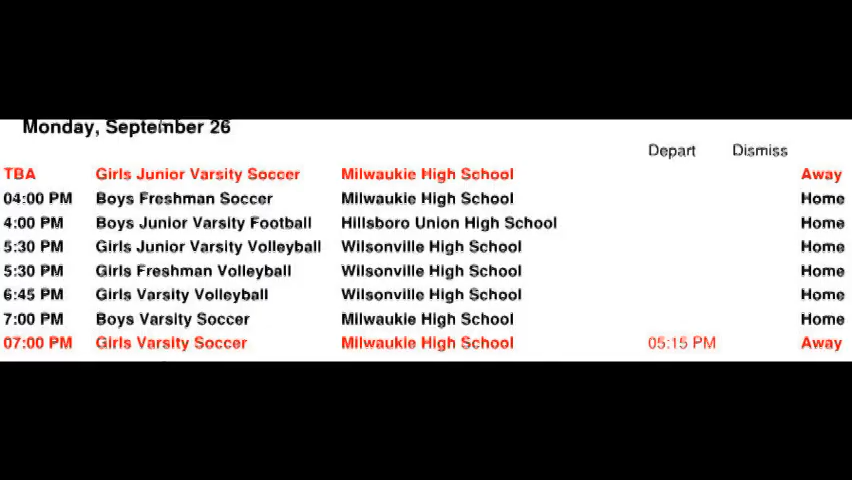 Monday, September 26
Depart Dismiss
TBA Girls Junior Varsity Soccer Milwaukie High School Away
04:00 PM Boys Freshman Soccer Milwaukie High School Home
4:00 PM Boys Junior Varsity Football Hillsboro Union High School Home
5:30 PM Girls Junior Varsity Volleyball Wilsonville High School Home
5:30 PM Girls Freshman Volleyball Wilsonville High School Home
6:45 PM Girls Varsity Volleyball Wilsonville High School Home
7:00 PM Boys Varsity Soccer Milwaukie High School Home
07:00 PM Girls Varsity Soccer Milwaukie High School 05:15 PM Away